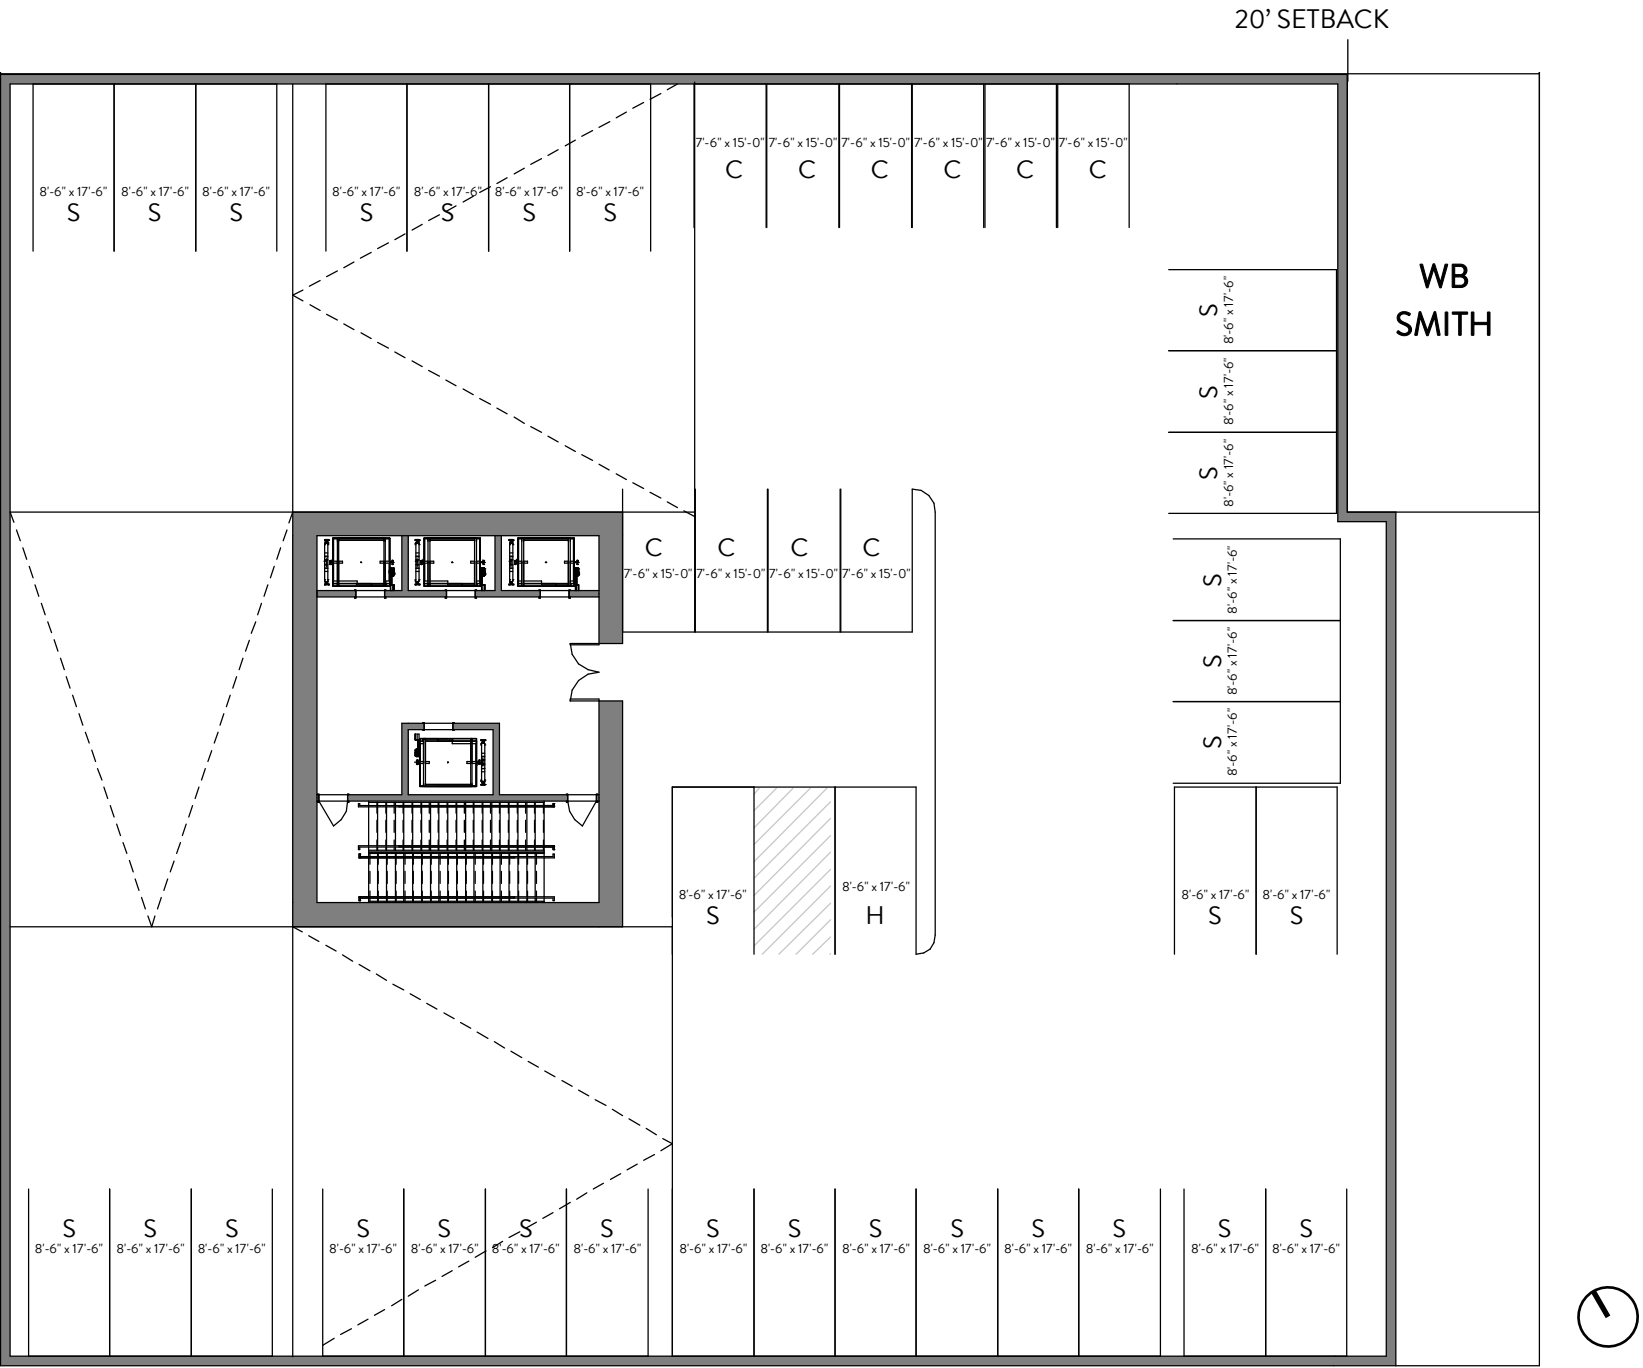 20’ SETBACK
7'-6" x 15'-0" 7'-6" x 15'-0" 7'-6" x 15'-0" 7'-6" x 15'-0" 7'-6" x 15'-0" 7'-6" x 15'-0"
C C C C C C
8'-6" x 17'-6" 8'-6" x 17'-6" 8'-6" x 17'-6" 8'-6" x 17'-6" 8'-6" x 17'-6" 8'-6" x 17'-6" 8'-6" x 17'-6"
S S S S S S S
WB
SMITH
S
8'-6" x 17'-6"
S
8'-6" x 17'-6"
S
8'-6" x 17'-6"
C C C C
7'-6" x 15'-0" 7'-6" x 15'-0" 7'-6" x 15'-0" 7'-6" x 15'-0"
S
8'-6" x 17'-6"
S
8'-6" x 17'-6"
S
8'-6" x 17'-6"
8'-6" x 17'-6" 8'-6" x 17'-6" 8'-6" x 17'-6" 8'-6" x 17'-6"
S H S S
S S S S S S S S S S S S S S S
8'-6" x 17'-6" 8'-6" x 17'-6" 8'-6" x 17'-6" 8'-6" x 17'-6" 8'-6" x 17'-6" 8'-6" x 17'-6" 8'-6" x 17'-6" 8'-6" x 17'-6" 8'-6" x 17'-6" 8'-6" x 17'-6" 8'-6" x 17'-6" 8'-6" x 17'-6" 8'-6" x 17'-6" 8'-6" x 17'-6" 8'-6" x 17'-6"